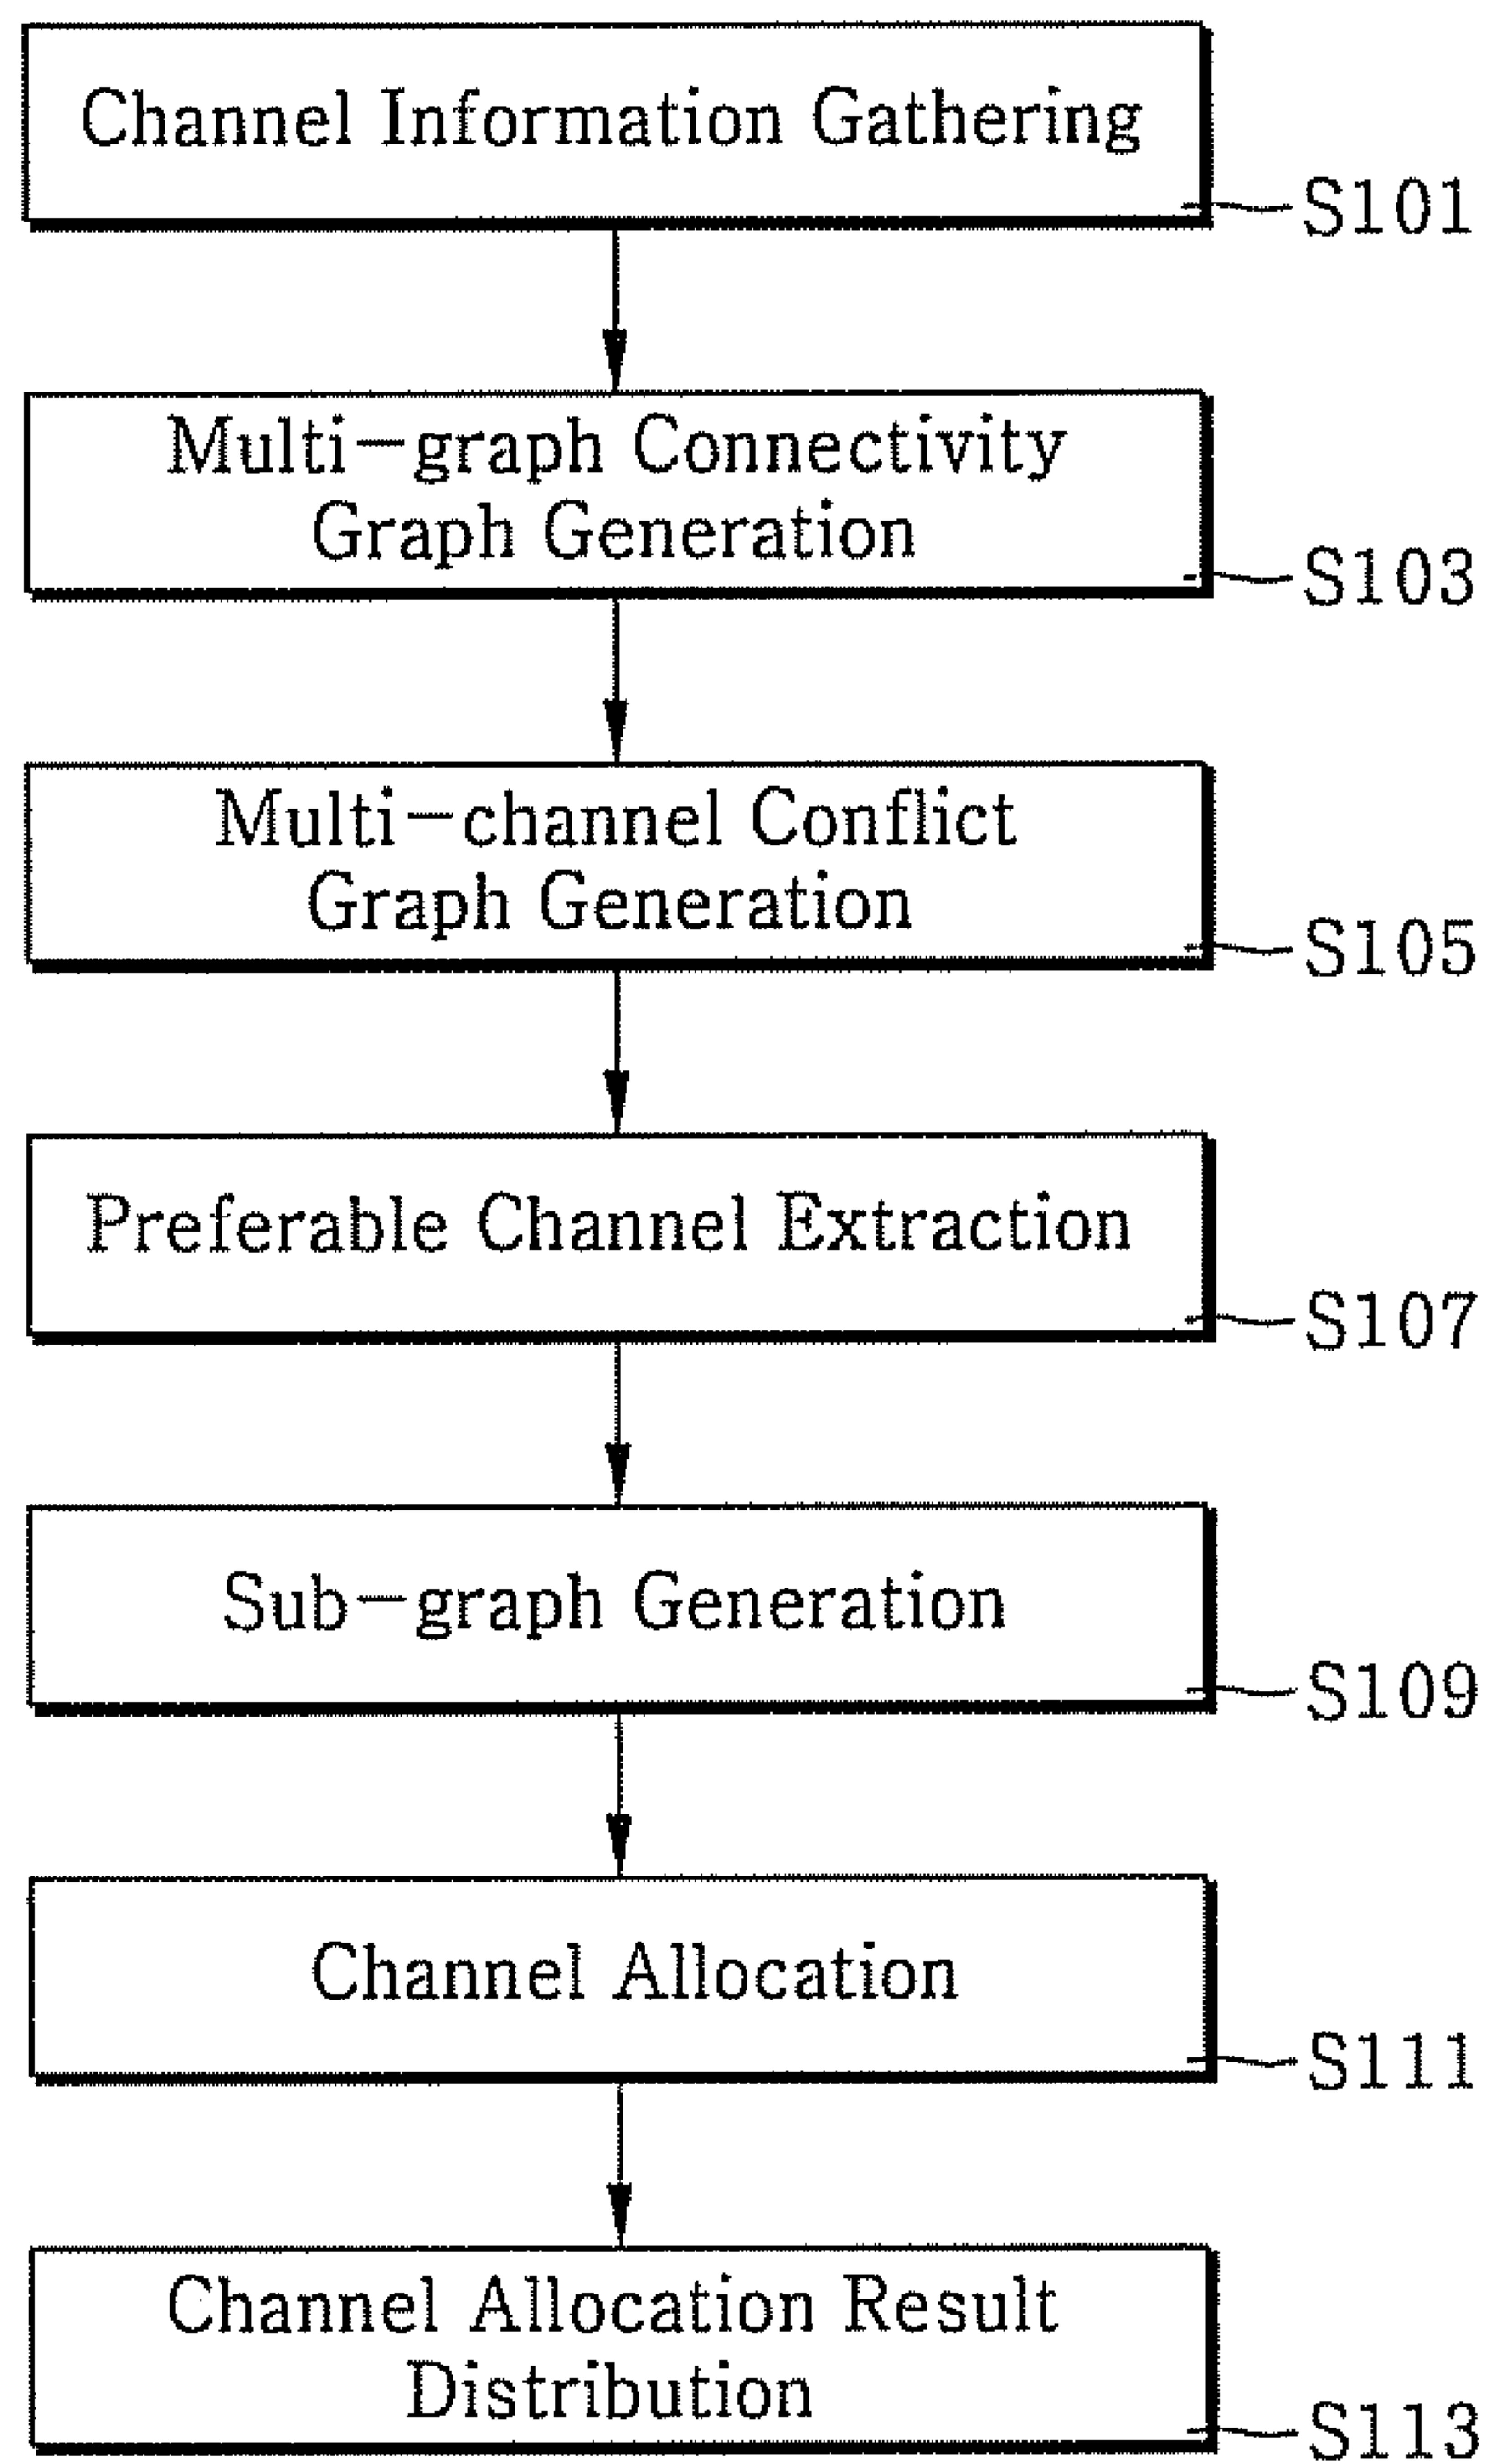 Channel Information Gathering
S101
Multi-graph Connectivity
Graph Generation
S103
Multi-channel Conflict
Graph Generation
S105
Preferable Channel Extraction
S107
Sub-graph Generation
S109
Channel Allocation
S111
Channel Allocation Result
Distribution
S113